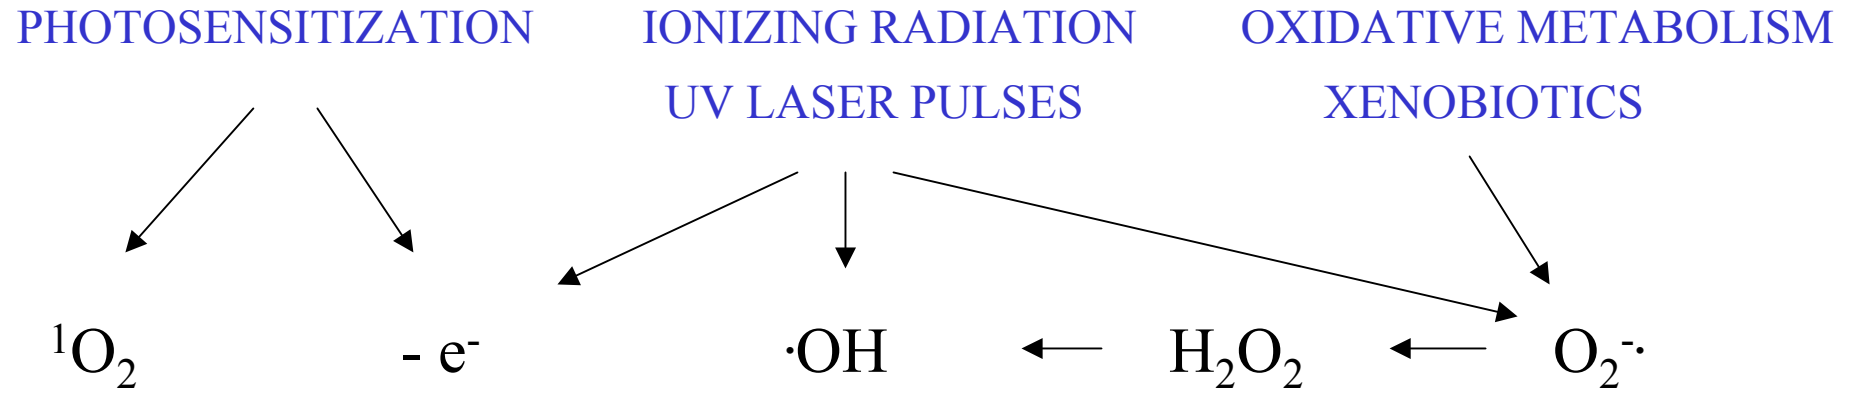 PHOTOSENSITIZATION IONIZING RADIATION OXIDATIVE METABOLISM
UV LASER PULSES XENOBIOTICS
¹O₂ - e⁻ ·OH H₂O₂ O₂⁻·